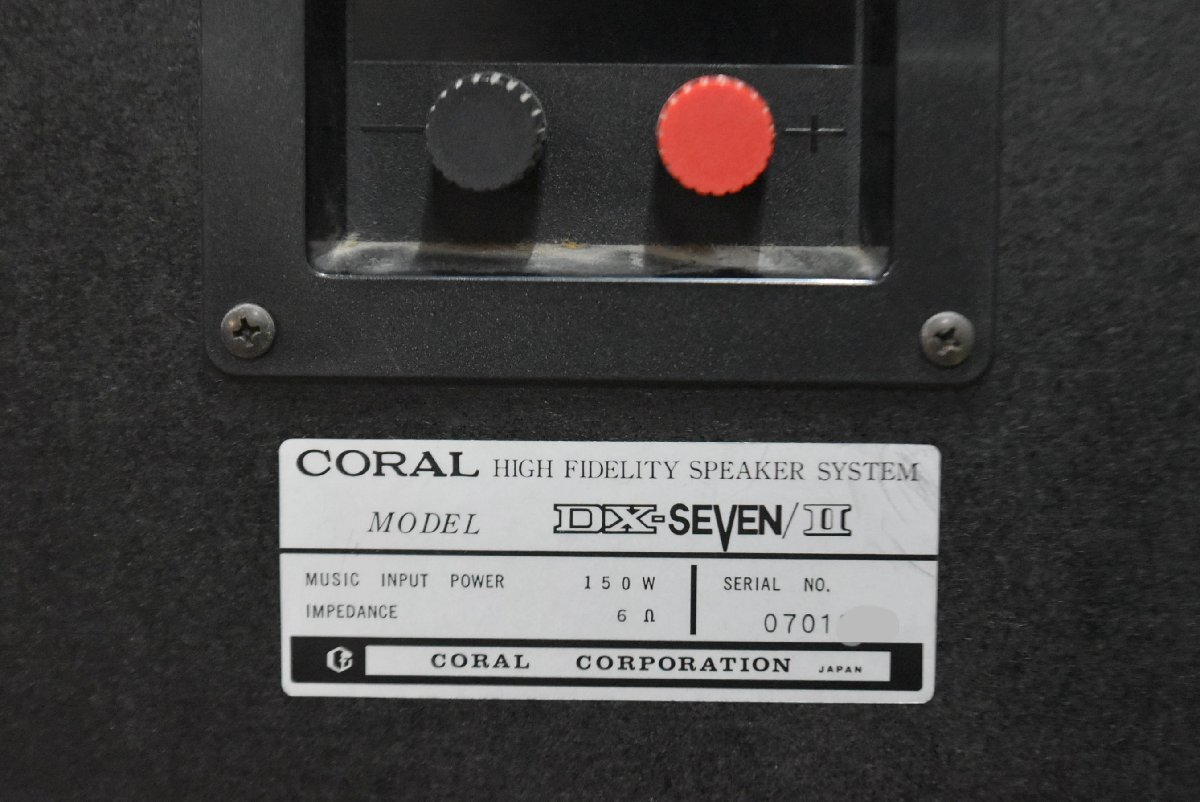 − +
CORAL HIGH FIDELITY SPEAKER SYSTEM
MODEL DX-SEVEN/II
MUSIC INPUT POWER 150W
IMPEDANCE 6Ω
SERIAL NO.
0701
CORAL CORPORATION JAPAN